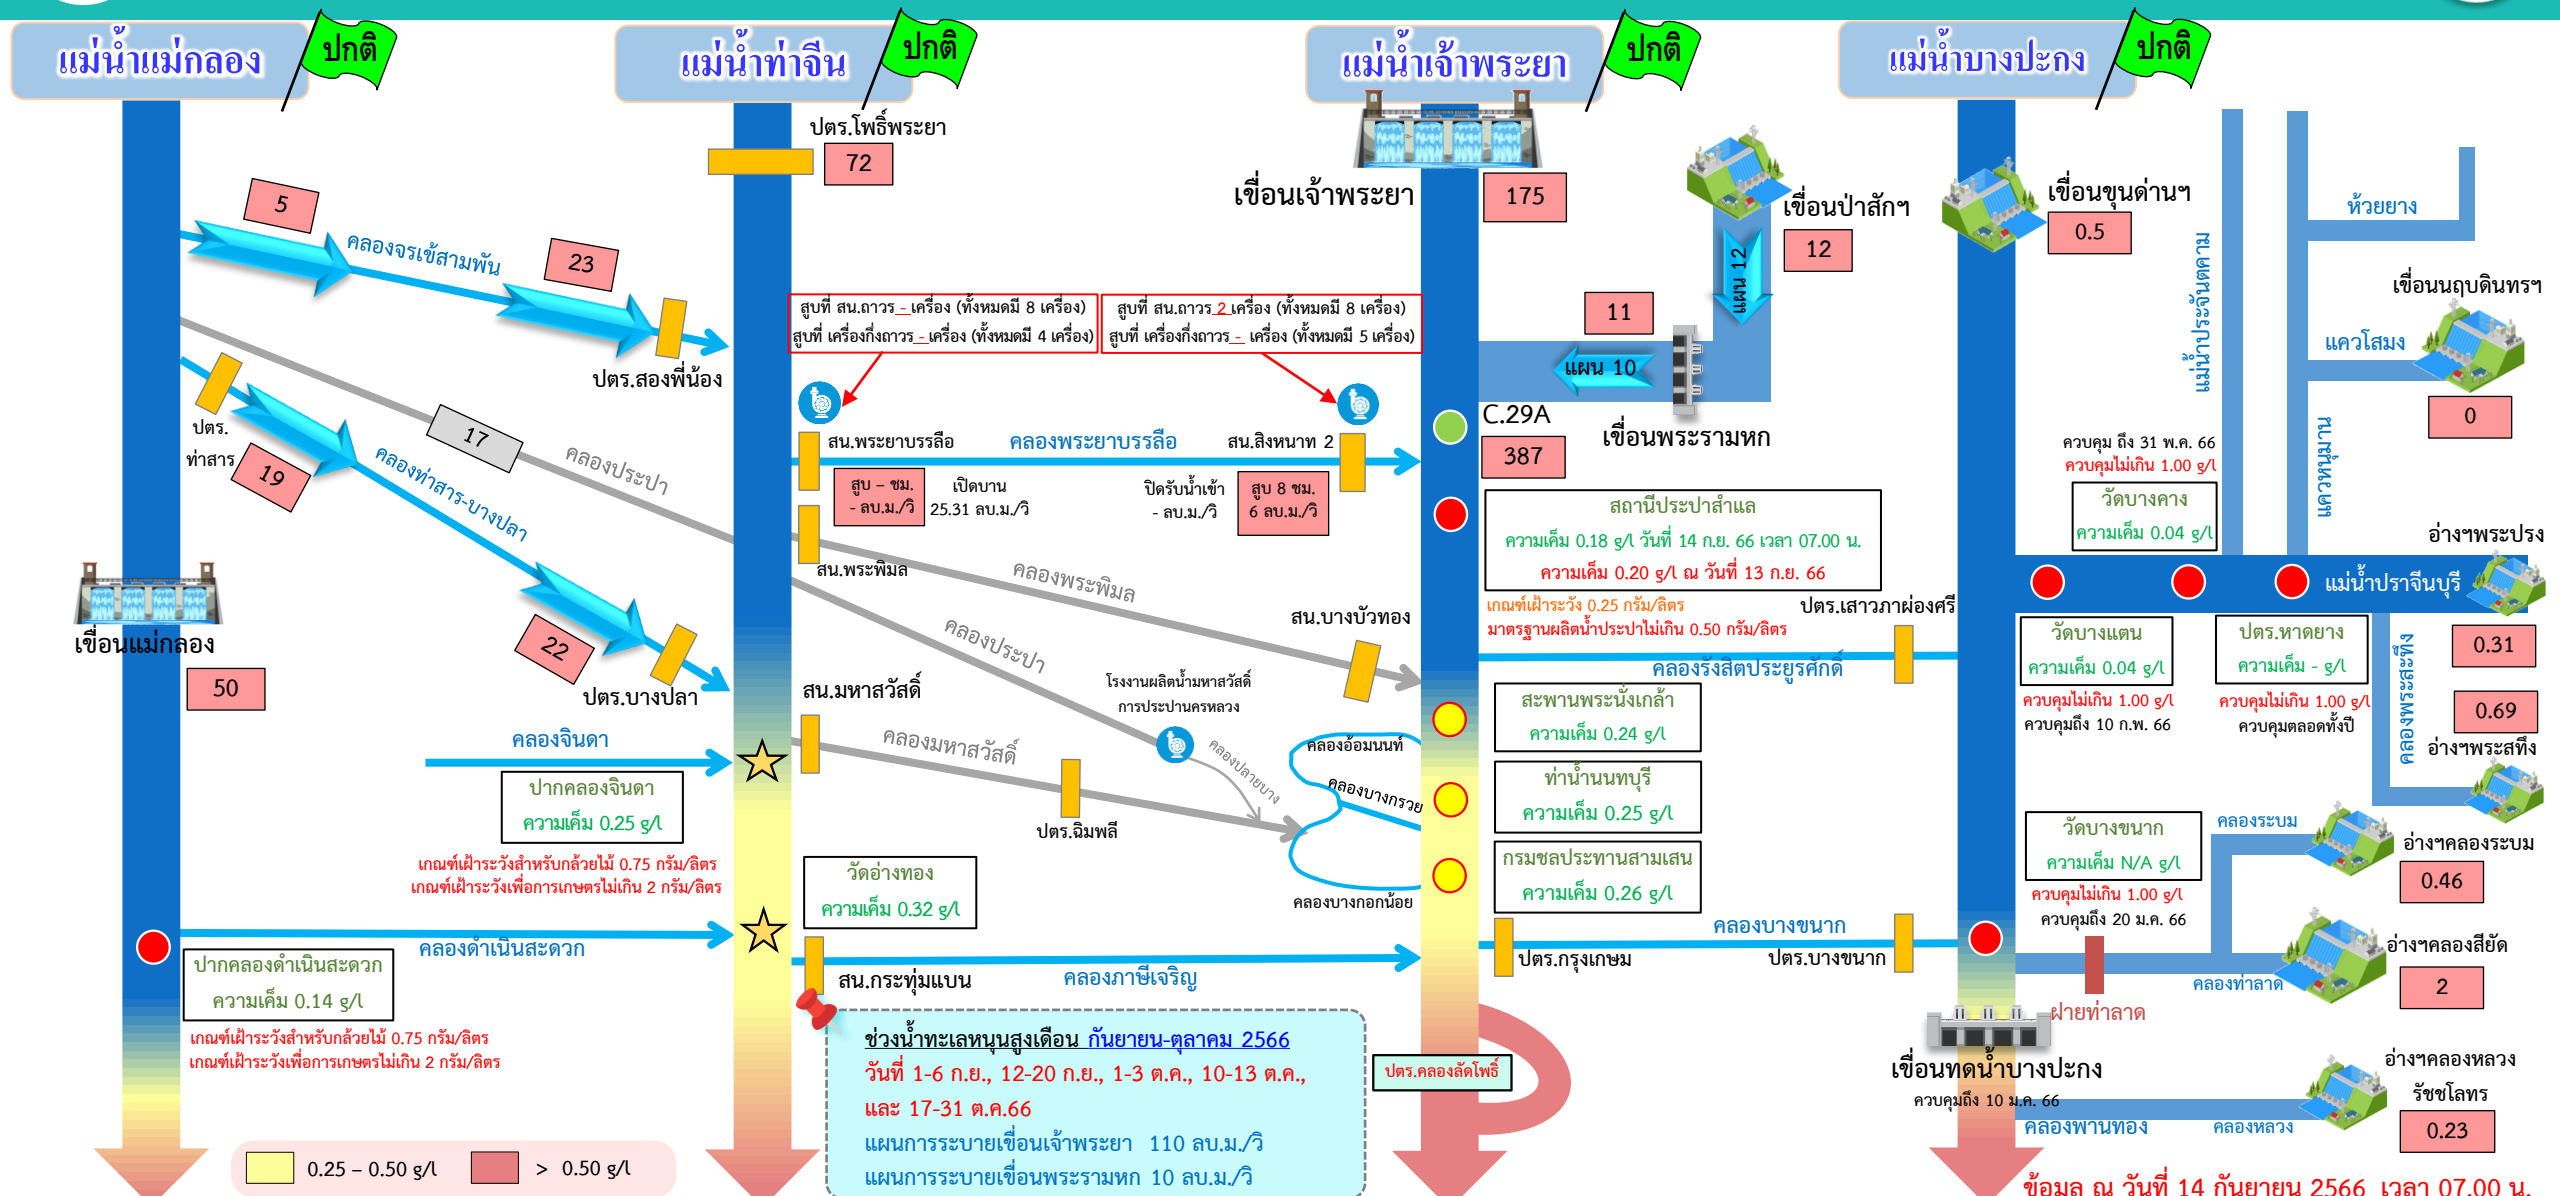 แม่น้ำแม่กลอง
ปกติ
แม่น้ำท่าจีน
ปกติ
แม่น้ำเจ้าพระยา
ปกติ
แม่น้ำบางปะกง
ปกติ
5
คลองจรเข้สามพัน
23
ปตร.สองพี่น้อง
ปตร.
ท่าสาร
19
คลองท่าสาร-บางปลา
17
คลองประปา
22
ปตร.บางปลา
เขื่อนแม่กลอง
50
คลองจินดา
ปากคลองจินดา
ความเค็ม 0.25 g/l
เกณฑ์เฝ้าระวังสำหรับกล้วยไม้ 0.75 กรัม/ลิตร
เกณฑ์เฝ้าระวังเพื่อการเกษตรไม่เกิน 2 กรัม/ลิตร
คลองดำเนินสะดวก
ปากคลองดำเนินสะดวก
ความเค็ม 0.14 g/l
เกณฑ์เฝ้าระวังสำหรับกล้วยไม้ 0.75 กรัม/ลิตร
เกณฑ์เฝ้าระวังเพื่อการเกษตรไม่เกิน 2 กรัม/ลิตร
0.25 – 0.50 g/l
> 0.50 g/l
ปตร.โพธิ์พระยา
72
สูบที่ สน.ถาวร - เครื่อง (ทั้งหมดมี 8 เครื่อง)
สูบที่ เครื่องกึ่งถาวร - เครื่อง (ทั้งหมดมี 4 เครื่อง)
สูบที่ สน.ถาวร 2 เครื่อง (ทั้งหมดมี 8 เครื่อง)
สูบที่ เครื่องกึ่งถาวร - เครื่อง (ทั้งหมดมี 5 เครื่อง)
สน.พระยาบรรลือ
คลองพระยาบรรลือ
สน.สิงหนาท 2
สูบ – ชม.
- ลบ.ม./วิ
เปิดบาน
25.31 ลบ.ม./วิ
ปิดรับน้ำเข้า
- ลบ.ม./วิ
สูบ 8 ชม.
6 ลบ.ม./วิ
สน.พระพิมล
คลองพระพิมล
สน.บางบัวทอง
คลองประปา
โรงงานผลิตน้ำมหาสวัสดิ์
การประปานครหลวง
สน.มหาสวัสดิ์
คลองมหาสวัสดิ์
คลองปลายบาง
ปตร.ฉิมพลี
คลองอ้อมนนท์
คลองบางกรวย
คลองบางกอกน้อย
วัดอ่างทอง
ความเค็ม 0.32 g/l
สน.กระทุ่มแบน
คลองภาษีเจริญ
ช่วงน้ำทะเลหนุนสูงเดือน กันยายน-ตุลาคม 2566
วันที่ 1-6 ก.ย., 12-20 ก.ย., 1-3 ต.ค., 10-13 ต.ค.,
และ 17-31 ต.ค.66
แผนการระบายเขื่อนเจ้าพระยา 110 ลบ.ม./วิ
แผนการระบายเขื่อนพระรามหก 10 ลบ.ม./วิ
เขื่อนเจ้าพระยา
175
เขื่อนป่าสักฯ
12
แผน 12
11
แผน 10
เขื่อนพระรามหก
C.29A
387
สถานีประปาสำแล
ความเค็ม 0.18 g/l วันที่ 14 ก.ย. 66 เวลา 07.00 น.
ความเค็ม 0.20 g/l ณ วันที่ 13 ก.ย. 66
เกณฑ์เฝ้าระวัง 0.25 กรัม/ลิตร
มาตรฐานผลิตน้ำประปาไม่เกิน 0.50 กรัม/ลิตร
ปตร.เสาวภาผ่องศรี
คลองรังสิตประยูรศักดิ์
สะพานพระนั่งเกล้า
ความเค็ม 0.24 g/l
ท่าน้ำนนทบุรี
ความเค็ม 0.25 g/l
กรมชลประทานสามเสน
ความเค็ม 0.26 g/l
ปตร.กรุงเกษม
คลองบางขนาก
ปตร.บางขนาก
ปตร.คลองลัดโพธิ์
เขื่อนขุนด่านฯ
0.5
แม่น้ำประจันตคาม
ห้วยยาง
เขื่อนนฤบดินทรฯ
แควโสมง
0
แควหนุมาน
ควบคุม ถึง 31 พ.ค. 66
ควบคุมไม่เกิน 1.00 g/l
วัดบางคาง
ความเค็ม 0.04 g/l
อ่างฯพระปรง
แม่น้ำปราจีนบุรี
0.31
วัดบางแตน
ความเค็ม 0.04 g/l
ควบคุมไม่เกิน 1.00 g/l
ควบคุมถึง 10 ก.พ. 66
ปตร.หาดยาง
ความเค็ม - g/l
ควบคุมไม่เกิน 1.00 g/l
ควบคุมตลอดทั้งปี
คลองพระสะทึง
0.69
อ่างฯพระสทึง
วัดบางขนาก
ความเค็ม N/A g/l
ควบคุมไม่เกิน 1.00 g/l
ควบคุมถึง 20 ม.ค. 66
คลองระบม
อ่างฯคลองระบม
0.46
อ่างฯคลองสียัด
2
คลองท่าลาด
ฝายท่าลาด
เขื่อนทดน้ำบางปะกง
ควบคุมถึง 10 ม.ค. 66
คลองพานทอง
คลองหลวง
อ่างฯคลองหลวง
รัชชโลทร
0.23
ข้อมูล ณ วันที่ 14 กันยายน 2566 เวลา 07.00 น.